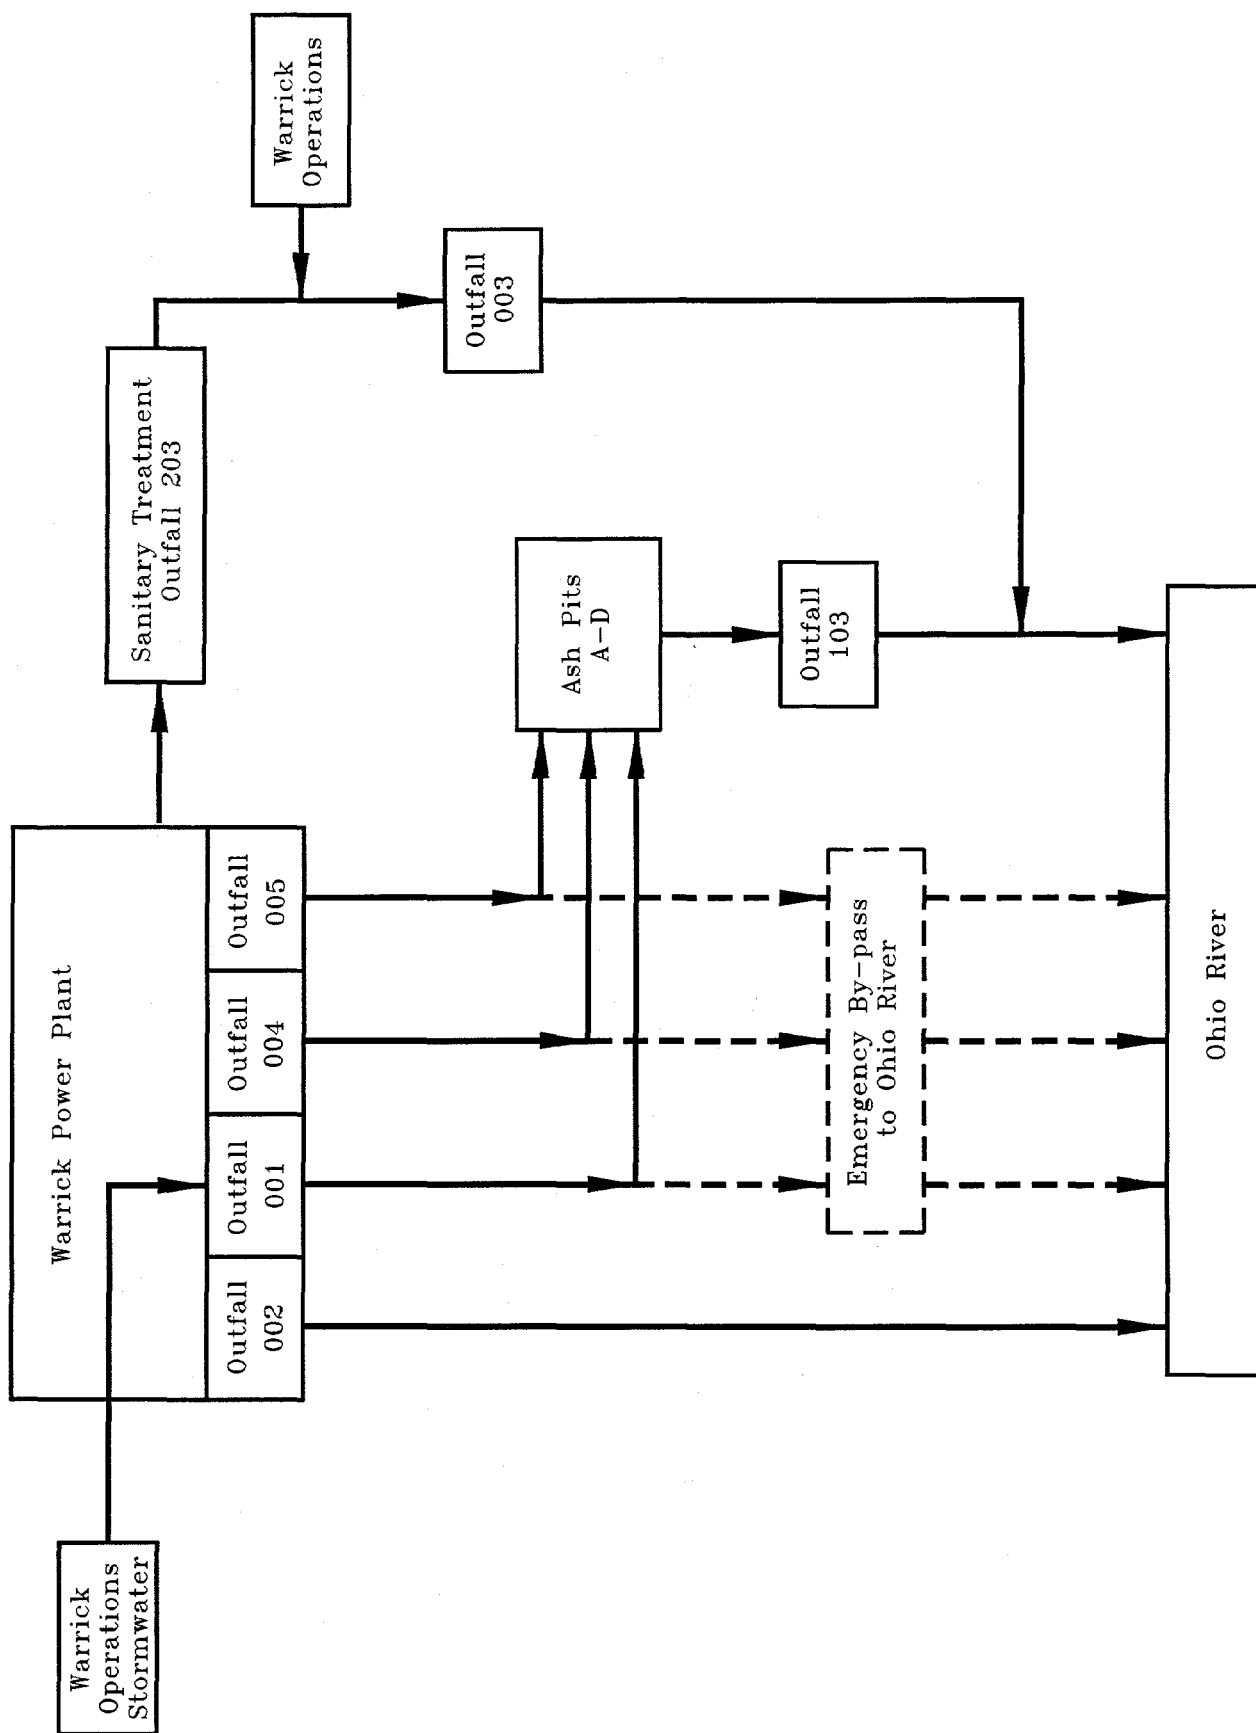 Warrick
Operations
Stormwater
Warrick Power Plant
Outfall
002
Outfall
001
Outfall
004
Outfall
005
Sanitary Treatment
Outfall 203
Warrick
Operations
Outfall
003
Ash Pits
A-D
Outfall
103
Emergency By-pass
to Ohio River
Ohio River